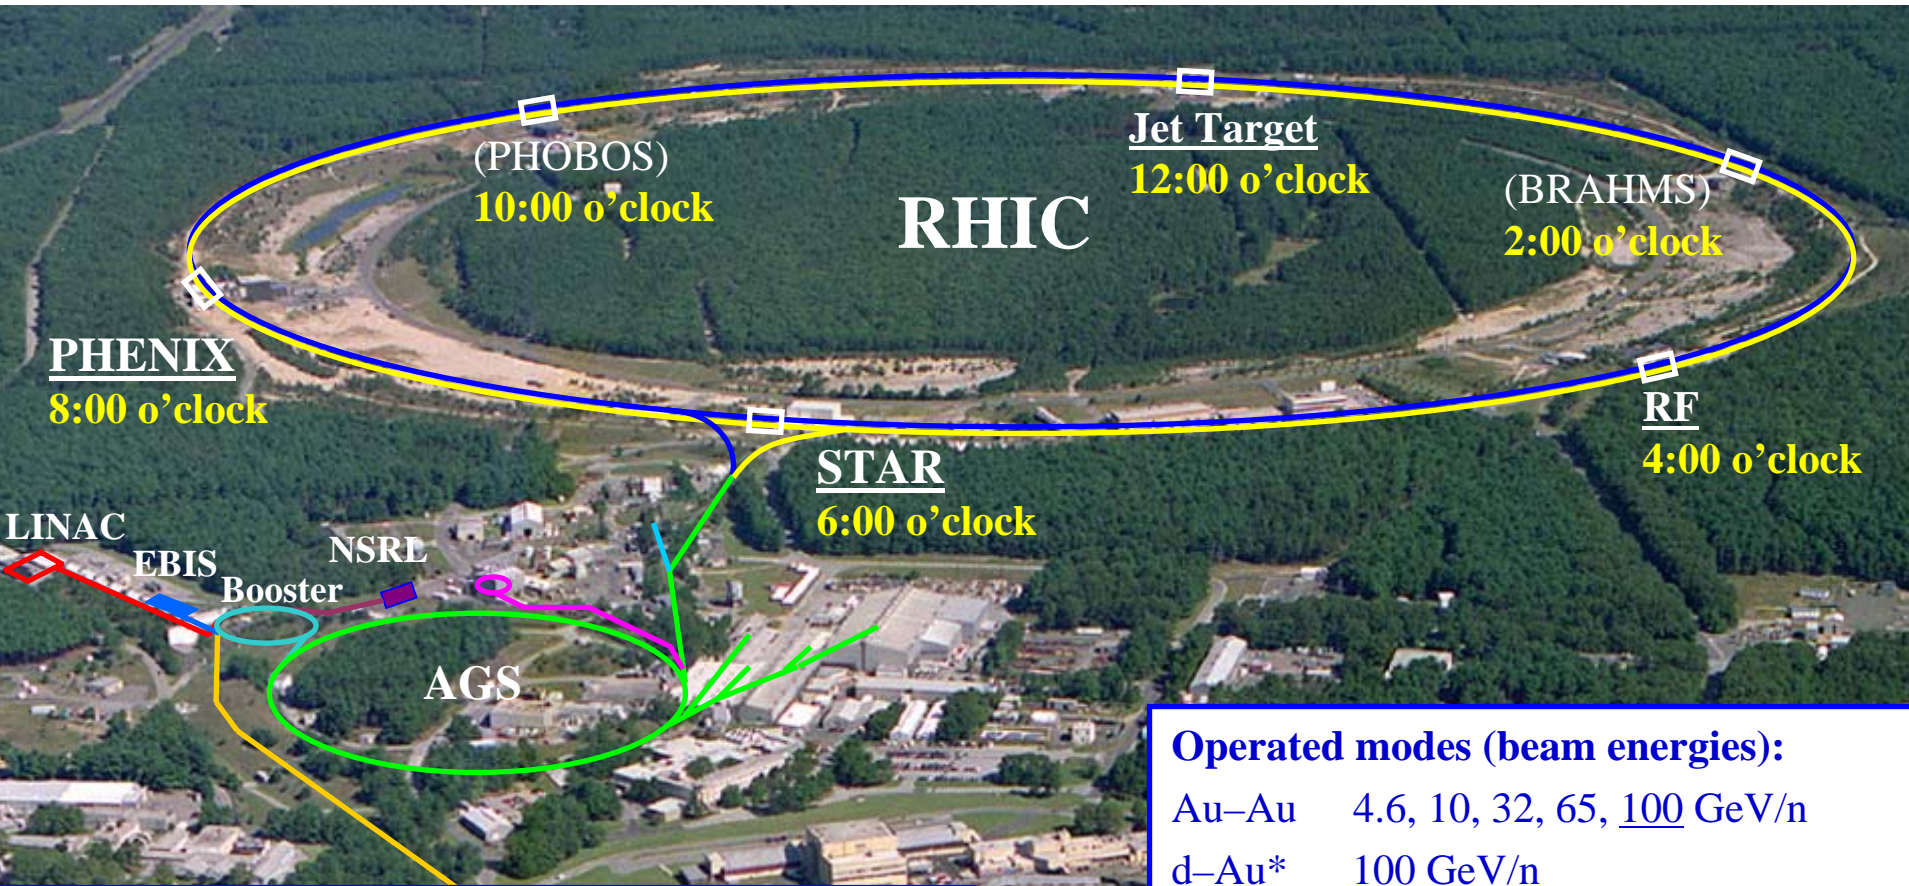 Jet Target
12:00 o’clock
(PHOBOS)
10:00 o’clock
(BRAHMS)
2:00 o’clock
RHIC
PHENIX
8:00 o’clock
RF
4:00 o’clock
STAR
6:00 o’clock
LINAC
EBIS
NSRL
Booster
AGS
Operated modes (beam energies):
Au–Au 4.6, 10, 32, 65, 100 GeV/n
d–Au* 100 GeV/n